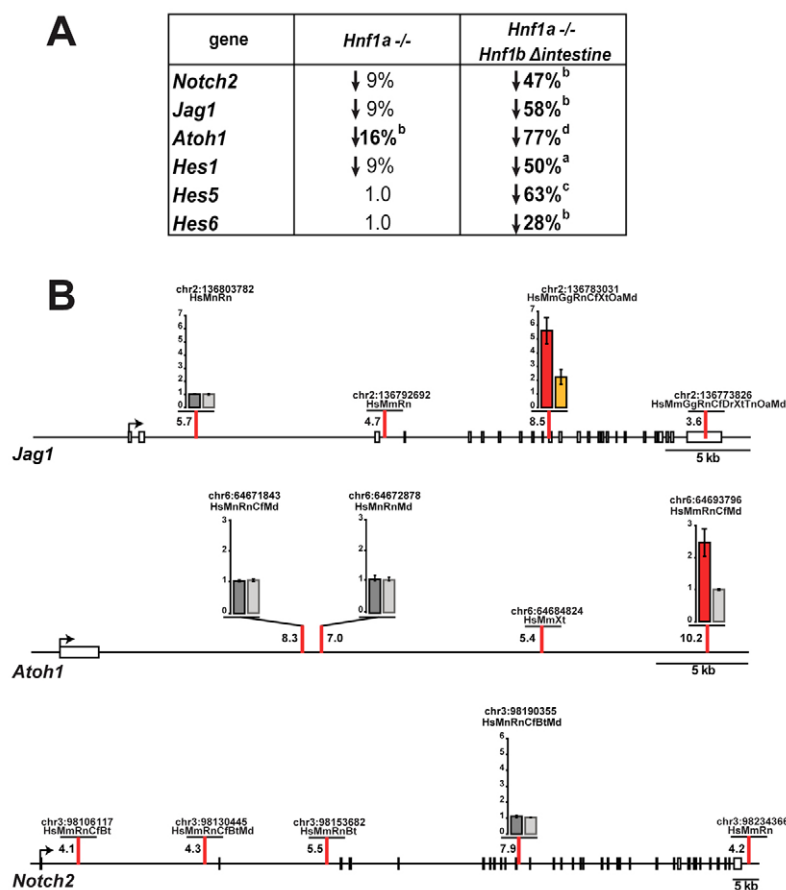 A
gene Hnf1a -/- Hnf1a -/-
Hnf1b Δintestine
Notch2 ↓ 9% ↓47%b
Jag1 ↓ 9% ↓58%b
Atoh1 ↓16%b ↓77%d
Hes1 ↓ 9% ↓50%a
Hes5 1.0 ↓63%c
Hes6 1.0 ↓28%b
B
chr2:136803782
HsMnRn
7
6
5
4
3
2
1
0
5.7
chr2:136792692
HsMmRn
4.7
chr2:136783031
HsMmGgRnCfXtOaMd
7
6
5
4
3
2
1
0
8.5
chr2:136773826
HsMmGgRnCfDrXtTnOaMd
3.6
5 kb
Jag1
chr6:64671843
HsMnRnCfMd
3
2
1
0
8.3
chr6:64672878
HsMnRnMd
3
2
1
0
7.0
chr6:64684824
HsMmXt
5.4
chr6:64693796
HsMmRnCfMd
3
2
1
0
10.2
5 kb
Atoh1
chr3:98106117
HsMmRnCfBt
4.1
chr3:98130445
HsMmRnCfBtMd
4.3
chr3:98153682
HsMmRnBt
5.5
chr3:98190355
HsMnRnCfBtMd
6
5
4
3
2
1
0
7.9
chr3:98234366
HsMmRn
4.2
5 kb
Notch2